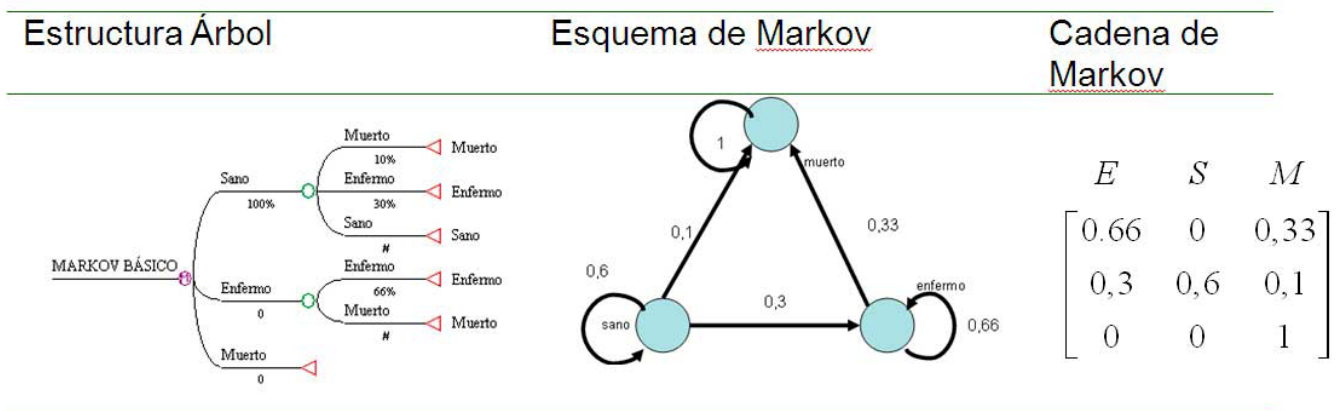 Estructura Árbol
Esquema de Markov
Cadena de
Markov
MARKOV BÁSICO
Sano
100%
Muerto
10%
Muerto
Enfermo
30%
Enfermo
Sano
#
Sano
Enfermo
0
Enfermo
66%
Enfermo
Muerto
#
Muerto
Muerto
0
1
muerto
0,1
0,33
0,6
sano
0,3
enfermo
0,66
E S M
0.66 0 0,33
0,3 0,6 0,1
0 0 1